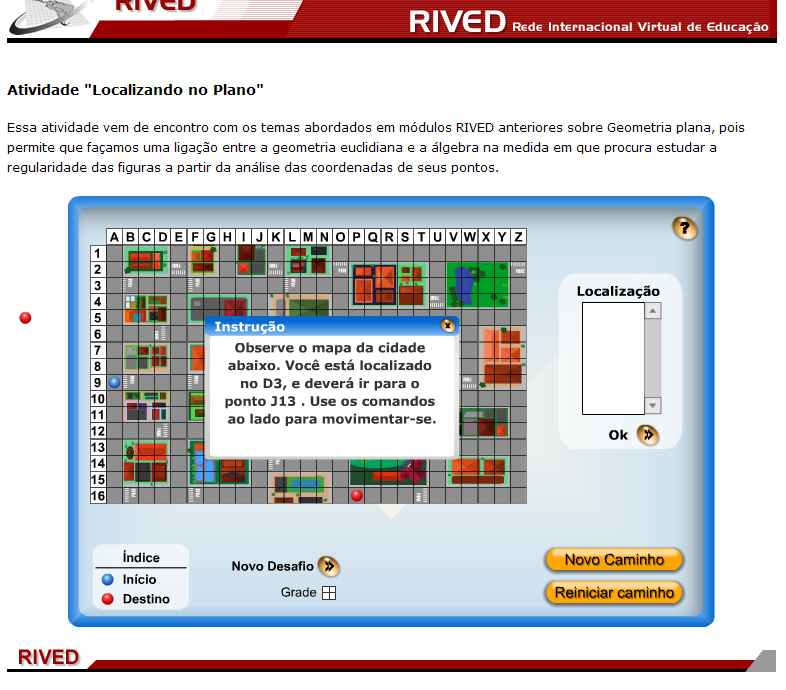 RIVED
RIVED Rede Internacional Virtual de Educação
Atividade "Localizando no Plano"
Essa atividade vem de encontro com os temas abordados em módulos RIVED anteriores sobre Geometria plana, pois
permite que façamos uma ligação entre a geometria euclidiana e a álgebra na medida em que procura estudar a
regularidade das figuras a partir da análise das coordenadas de seus pontos.
?
A B C D E F G H I J K L M N O P Q R S T U V W X Y Z
1
2
3
4
5
6
7
8
9
10
11
12
13
14
15
16
Localização
Ok
Instrução
x
Observe o mapa da cidade
abaixo. Você está localizado
no D3, e deverá ir para o
ponto J13 . Use os comandos
ao lado para movimentar-se.
Índice
Início
Destino
Novo Desafio
Grade
Novo Caminho
Reiniciar caminho
RIVED